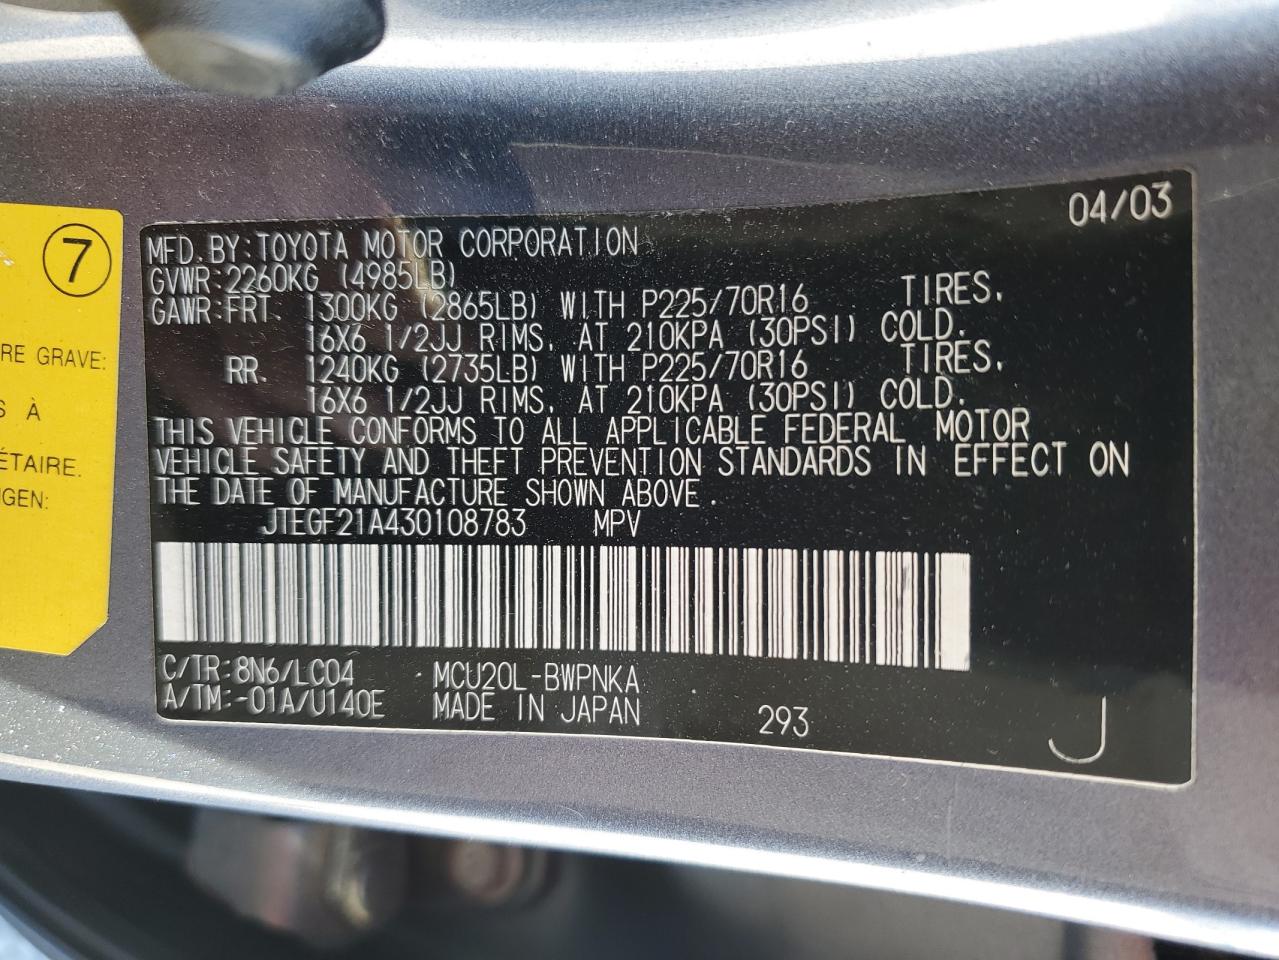 04/03
MFD. BY: TOYOTA MOTOR CORPORATION
GVWR: 2260KG (4985LB)
GAWR: FRT. 1300KG (2865LB) WITH P225/70R16 TIRES.
16X6 1/2JJ RIMS, AT 210KPA (30PSI) COLD.
RR. 1240KG (2735LB) WITH P225/70R16 TIRES.
16X6 1/2JJ RIMS, AT 210KPA (30PSI) COLD.
THIS VEHICLE CONFORMS TO ALL APPLICABLE FEDERAL MOTOR
VEHICLE SAFETY AND THEFT PREVENTION STANDARDS IN EFFECT ON
THE DATE OF MANUFACTURE SHOWN ABOVE.
JTEGF21A430108783 MPV
C/TR: 8N6/LC04 MCU20L-BWPNKA
A/TM: -01A/U140E MADE IN JAPAN 293 J
7
RE GRAVE:
S À
ÉTAIRE.
GEN: